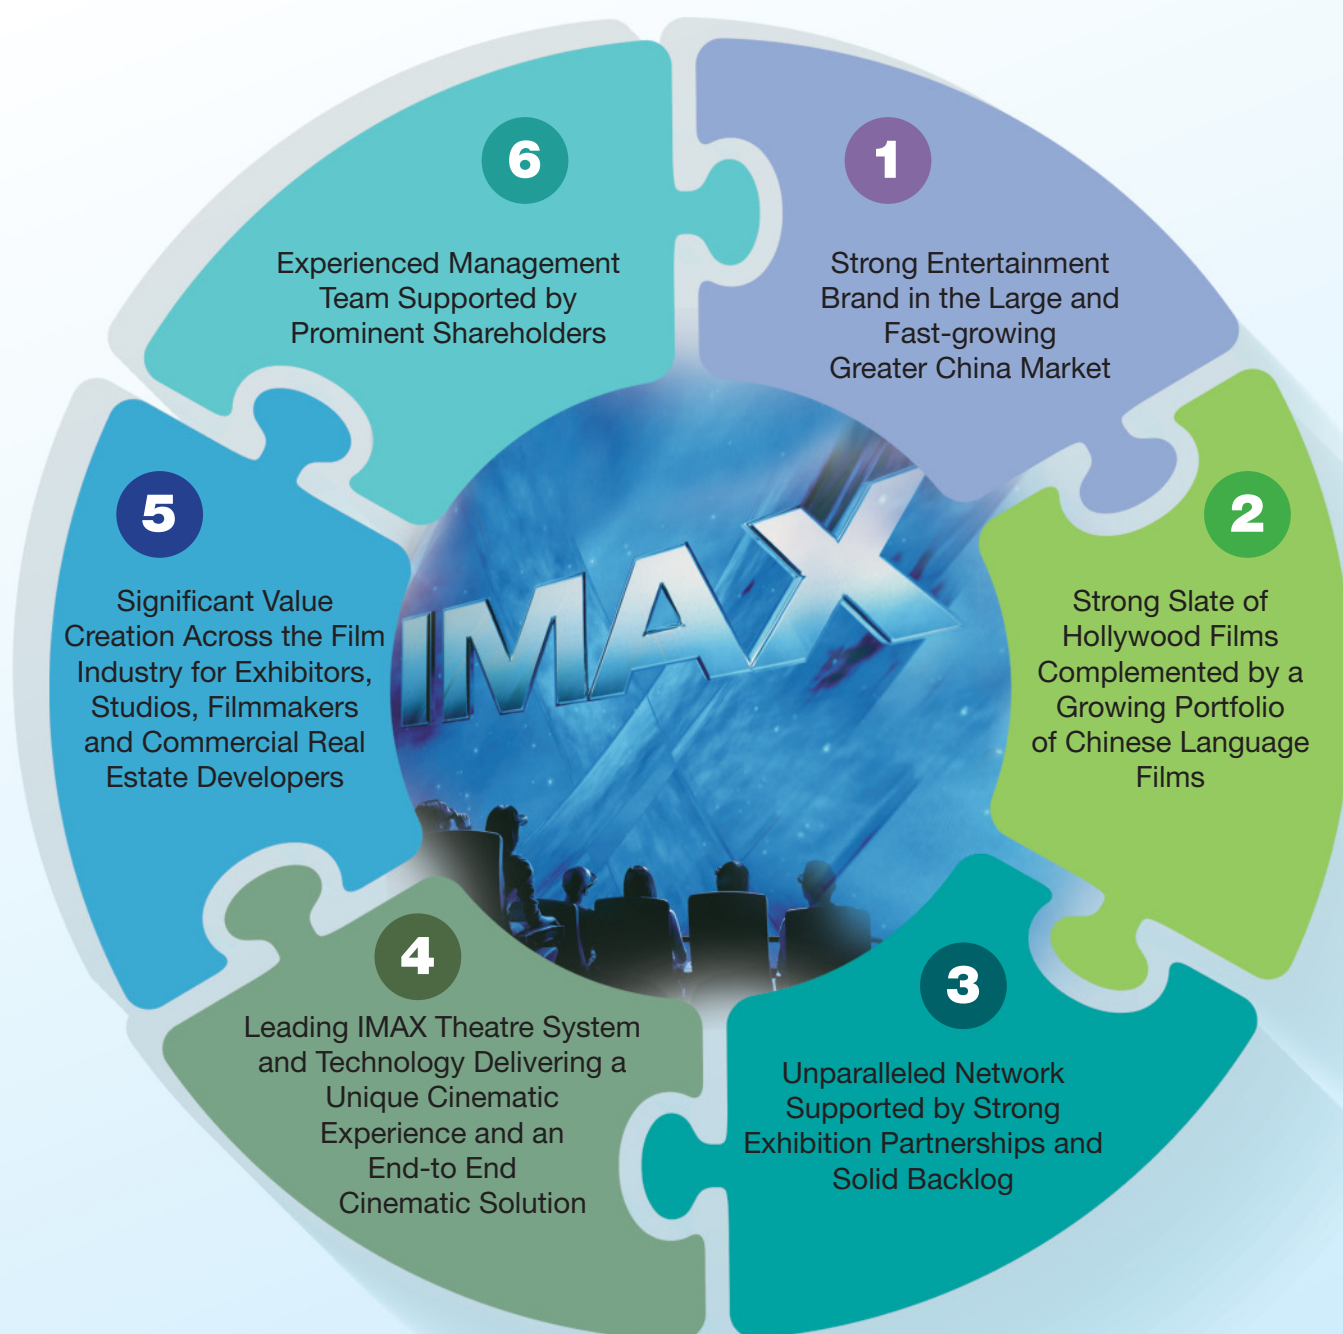 1
Strong Entertainment
Brand in the Large and
Fast-growing
Greater China Market
2
Strong Slate of
Hollywood Films
Complemented by a
Growing Portfolio
of Chinese Language
Films
3
Unparalleled Network
Supported by Strong
Exhibition Partnerships and
Solid Backlog
4
Leading IMAX Theatre System
and Technology Delivering a
Unique Cinematic
Experience and an
End-to End
Cinematic Solution
5
Significant Value
Creation Across the Film
Industry for Exhibitors,
Studios, Filmmakers
and Commercial Real
Estate Developers
6
Experienced Management
Team Supported by
Prominent Shareholders
IMAX